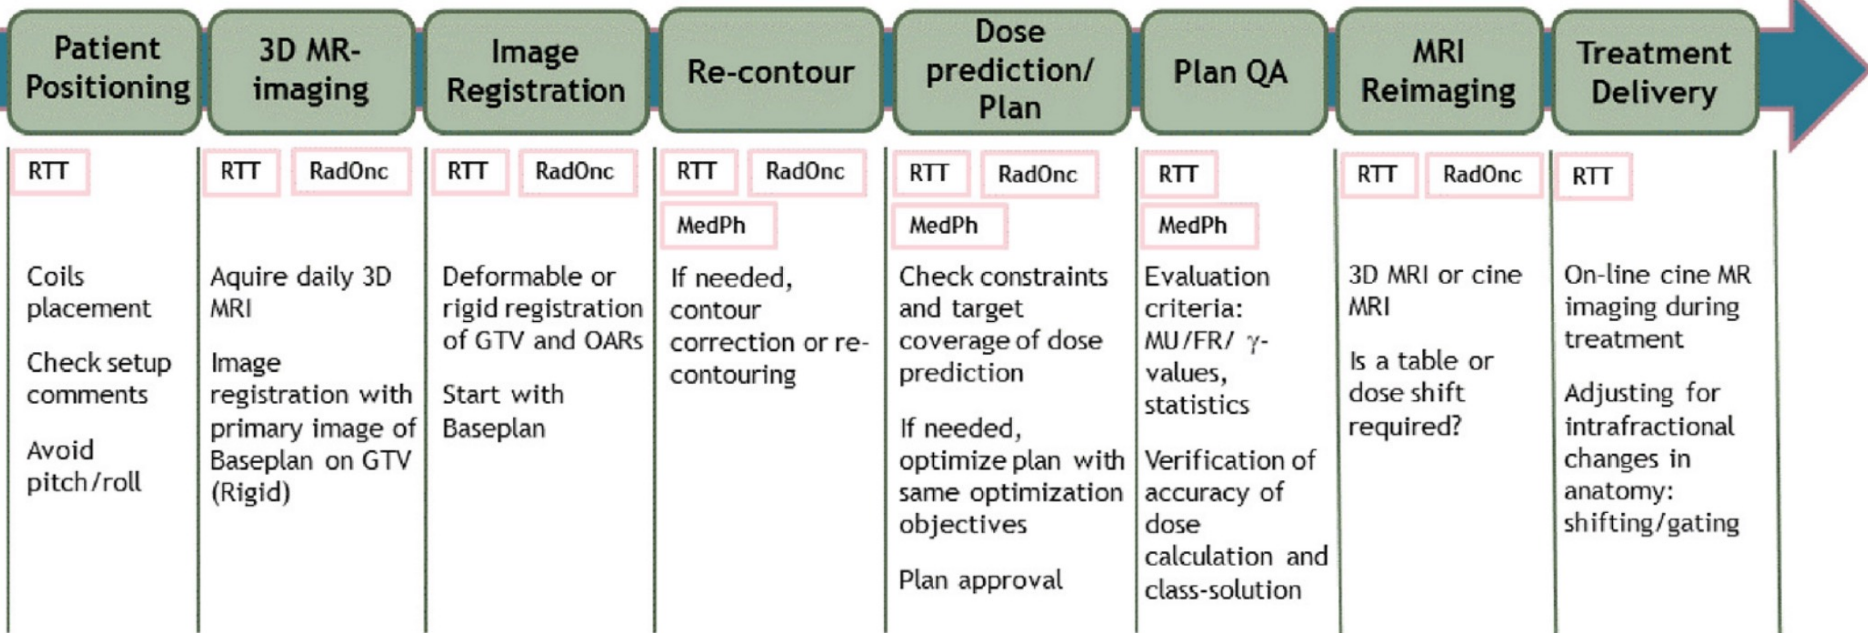 Patient
Positioning
3D MR-
imaging
Image
Registration
Re-contour
Dose
prediction/
Plan
Plan QA
MRI
Reimaging
Treatment
Delivery
RTT
Coils
placement
Check setup
comments
Avoid
pitch/roll
RTT RadOnc
Aquire daily 3D
MRI
Image
registration with
primary image of
Baseplan on GTV
(Rigid)
RTT RadOnc
Deformable or
rigid registration
of GTV and OARs
Start with
Baseplan
RTT RadOnc
MedPh
If needed,
contour
correction or re-
contouring
RTT RadOnc
MedPh
Check constraints
and target
coverage of dose
prediction
If needed,
optimize plan with
same optimization
objectives
Plan approval
RTT
MedPh
Evaluation
criteria:
MU/FR/ γ-
values,
statistics
Verification of
accuracy of
dose
calculation and
class-solution
RTT RadOnc
3D MRI or cine
MRI
Is a table or
dose shift
required?
RTT
On-line cine MR
imaging during
treatment
Adjusting for
intrafractional
changes in
anatomy:
shifting/gating